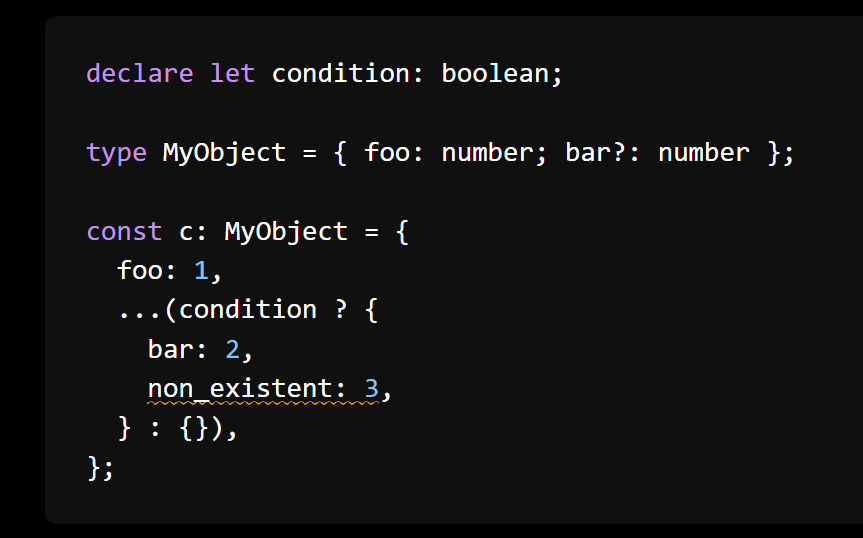 declare let condition: boolean;
type MyObject = { foo: number; bar?: number };
const c: MyObject = {
  foo: 1,
  ...(condition ? {
    bar: 2,
    non_existent: 3,
  } : {}),
};